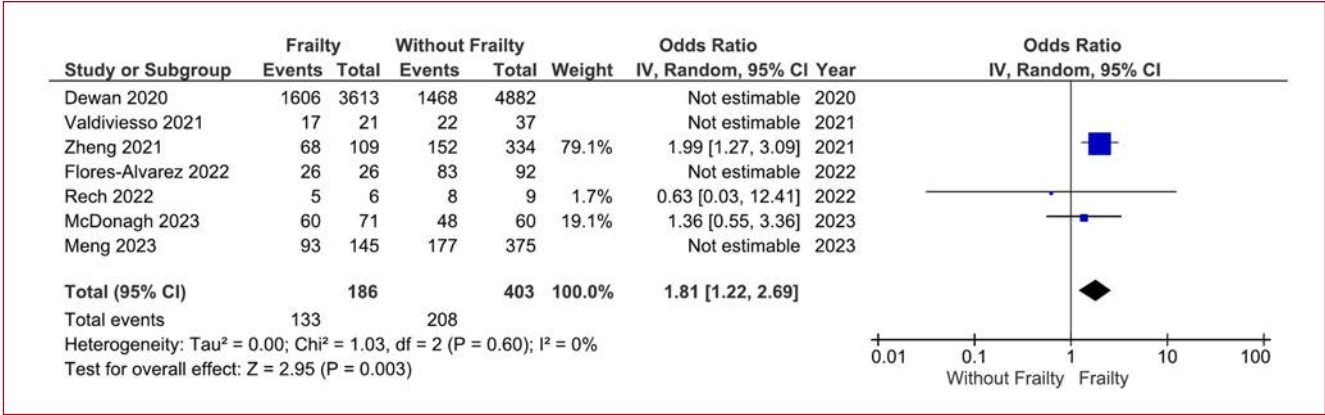 Frailty Without Frailty Odds Ratio Odds Ratio
Study or Subgroup Events Total Events Total Weight IV, Random, 95% CI Year IV, Random, 95% CI
Dewan 2020 1606 3613 1468 4882 Not estimable 2020
Valdiviesso 2021 17 21 22 37 Not estimable 2021
Zheng 2021 68 109 152 334 79.1% 1.99 [1.27, 3.09] 2021
Flores-Alvarez 2022 26 26 83 92 Not estimable 2022
Rech 2022 5 6 8 9 1.7% 0.63 [0.03, 12.41] 2022
McDonagh 2023 60 71 48 60 19.1% 1.36 [0.55, 3.36] 2023
Meng 2023 93 145 177 375 Not estimable 2023
Total (95% CI) 186 403 100.0% 1.81 [1.22, 2.69]
Total events 133 208
Heterogeneity: Tau² = 0.00; Chi² = 1.03, df = 2 (P = 0.60); I² = 0%
Test for overall effect: Z = 2.95 (P = 0.003)
0.01 0.1 1 10 100
Without Frailty Frailty